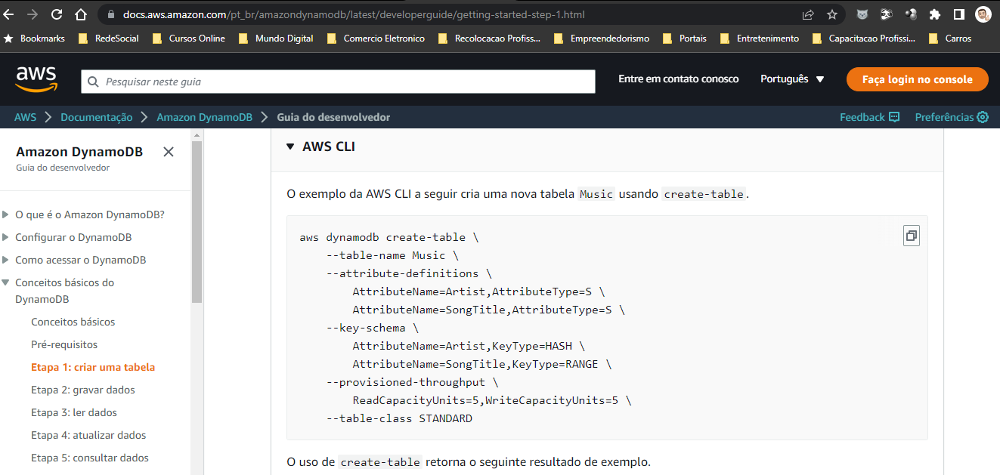 docs.aws.amazon.com/pt_br/amazondynamodb/latest/developerguide/getting-started-step-1.html
Bookmarks RedeSocial Cursos Online Mundo Digital Comercio Eletronico Recolocacao Profiss... Empreendedorismo Portais Entretenimento Capacitacao Profissi... Carros
aws Pesquisar neste guia Entre em contato conosco Português Faça login no console
AWS Documentação Amazon DynamoDB Guia do desenvolvedor Feedback Preferências
Amazon DynamoDB
Guia do desenvolvedor
O que é o Amazon DynamoDB?
Configurar o DynamoDB
Como acessar o DynamoDB
Conceitos básicos do
DynamoDB
Conceitos básicos
Pré-requisitos
Etapa 1: criar uma tabela
Etapa 2: gravar dados
Etapa 3: ler dados
Etapa 4: atualizar dados
Etapa 5: consultar dados
AWS CLI
O exemplo da AWS CLI a seguir cria uma nova tabela Music usando create-table.
aws dynamodb create-table \
--table-name Music \
--attribute-definitions \
AttributeName=Artist,AttributeType=S \
AttributeName=SongTitle,AttributeType=S \
--key-schema \
AttributeName=Artist,KeyType=HASH \
AttributeName=SongTitle,KeyType=RANGE \
--provisioned-throughput \
ReadCapacityUnits=5,WriteCapacityUnits=5 \
--table-class STANDARD
O uso de create-table retorna o seguinte resultado de exemplo.